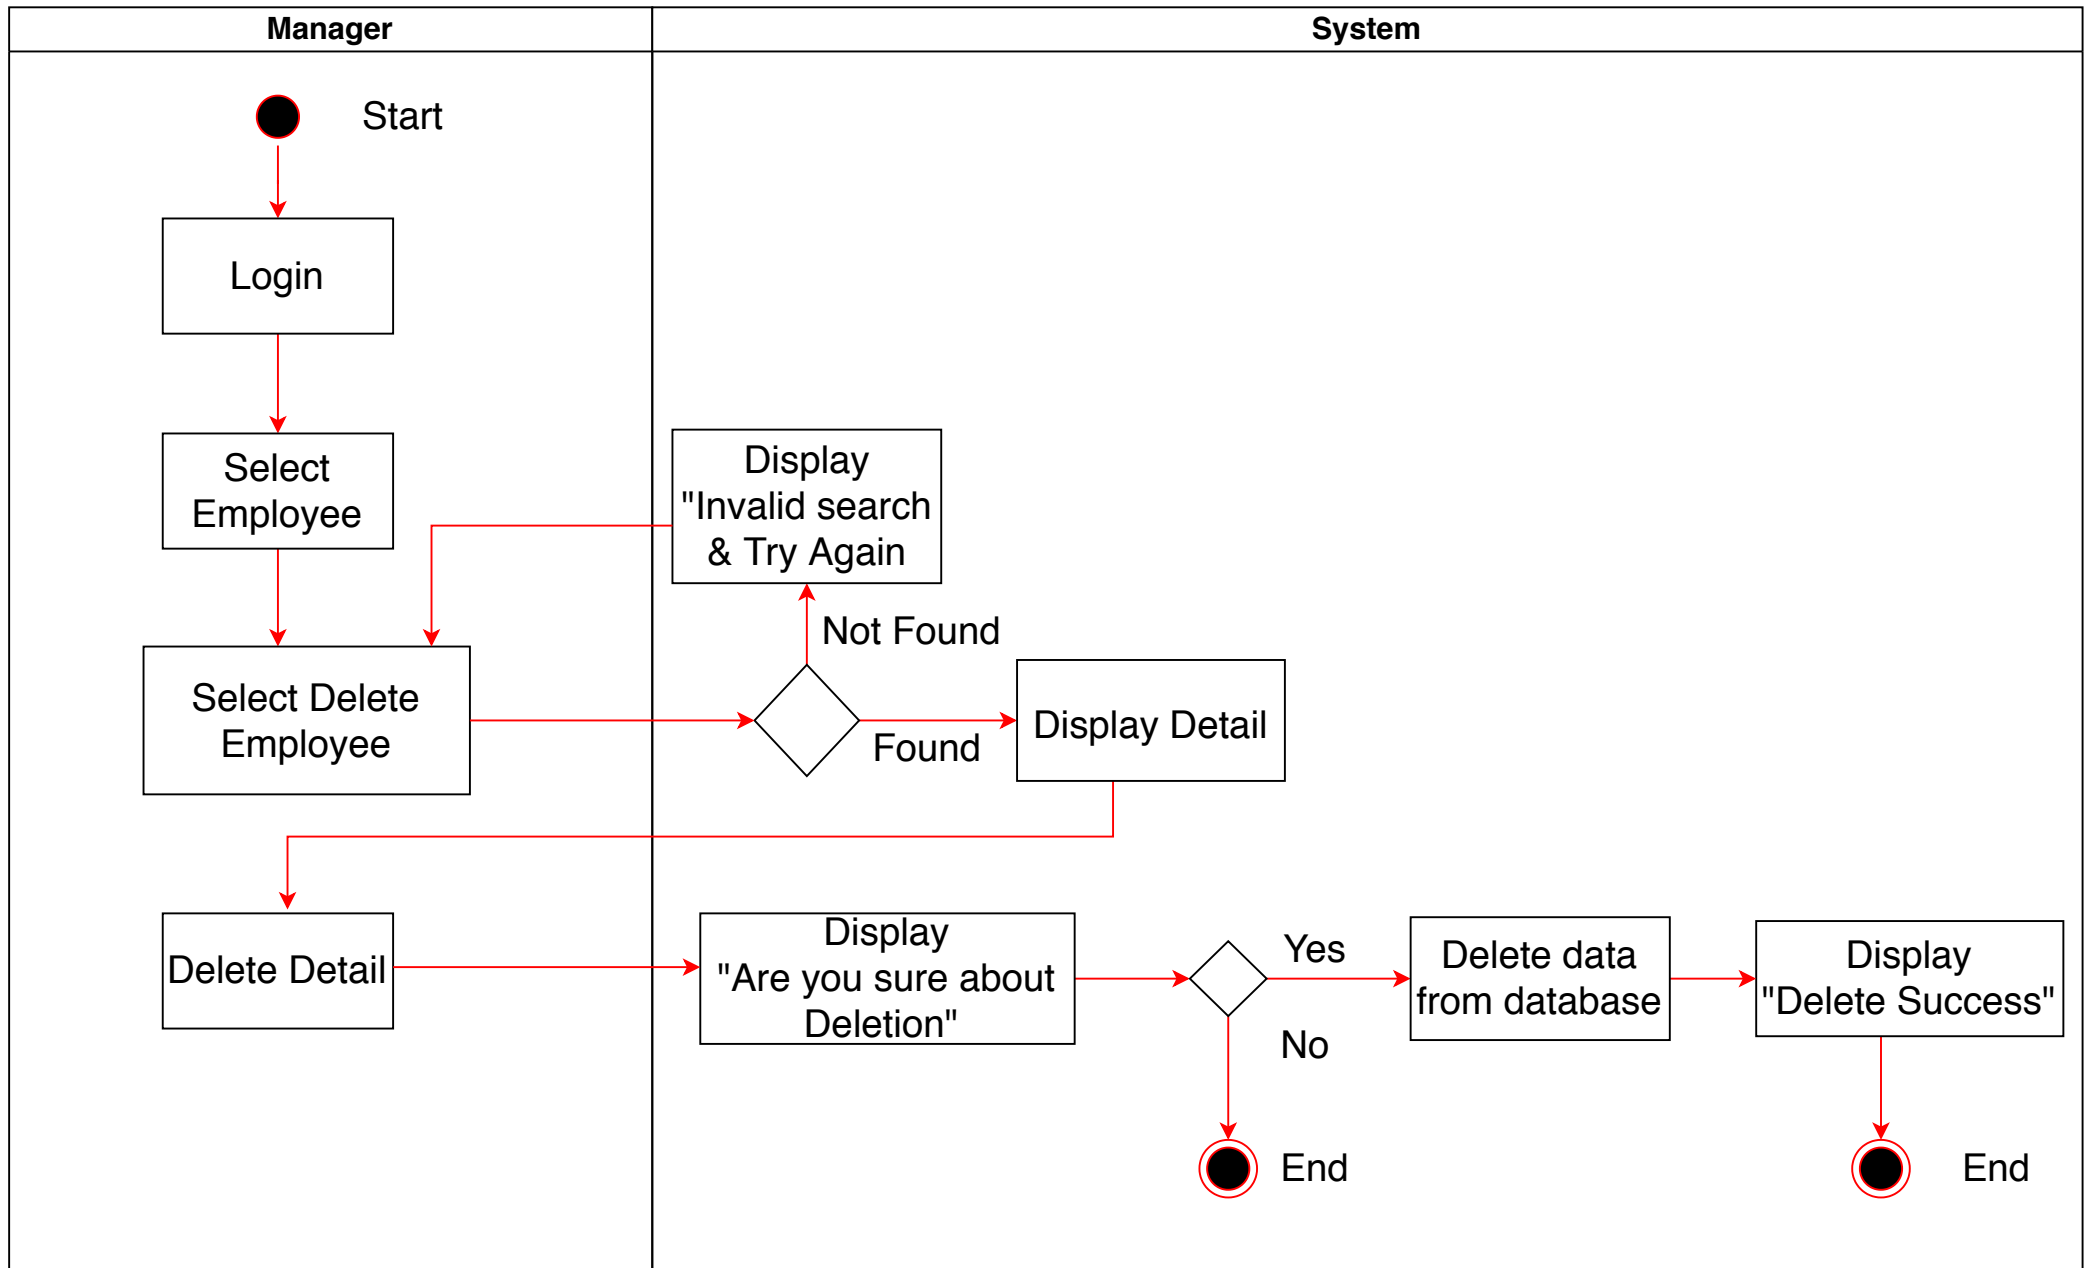 Manager
System
Start
Login
Select
Employee
Display
"Invalid search
& Try Again
Not Found
Select Delete
Employee
Found
Display Detail
Delete Detail
Display
"Are you sure about
Deletion"
Yes
No
Delete data
from database
Display
"Delete Success"
End
End